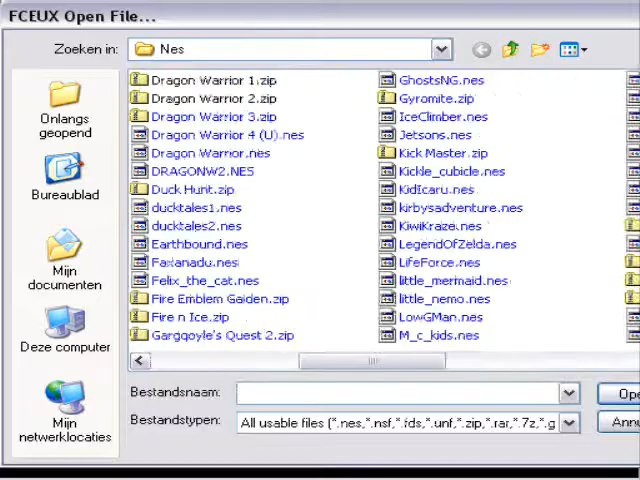 FCEUX Open File...
Zoeken in:
Nes
Onlangs
geopend
Bureaublad
Mijn
documenten
Deze computer
Mijn
netwerklocaties
Dragon Warrior 1.zip
Dragon Warrior 2.zip
Dragon Warrior 3.zip
Dragon Warrior 4 (U).nes
Dragon Warrior.nes
DRAGONW2.NES
Duck Hunt.zip
ducktales1.nes
ducktales2.nes
Earthbound.nes
Faxanadu.nes
Felix_the_cat.nes
Fire Emblem Gaiden.zip
Fire n Ice.zip
Gargqoyle's Quest 2.zip
GhostsNG.nes
Gyromite.zip
IceClimber.nes
Jetsons.nes
Kick Master.zip
Kickle_cubicle.nes
KidIcaru.nes
kirbysadventure.nes
KiwiKraze.nes
LegendOfZelda.nes
LifeForce.nes
little_mermaid.nes
little_nemo.nes
LowGMan.nes
M_c_kids.nes
Bestandsnaam:
Ope
Bestandstypen:
All usable files (*.nes,*.nsf,*.fds,*.unf,*.zip,*.rar,*.7z,*.g
Annu